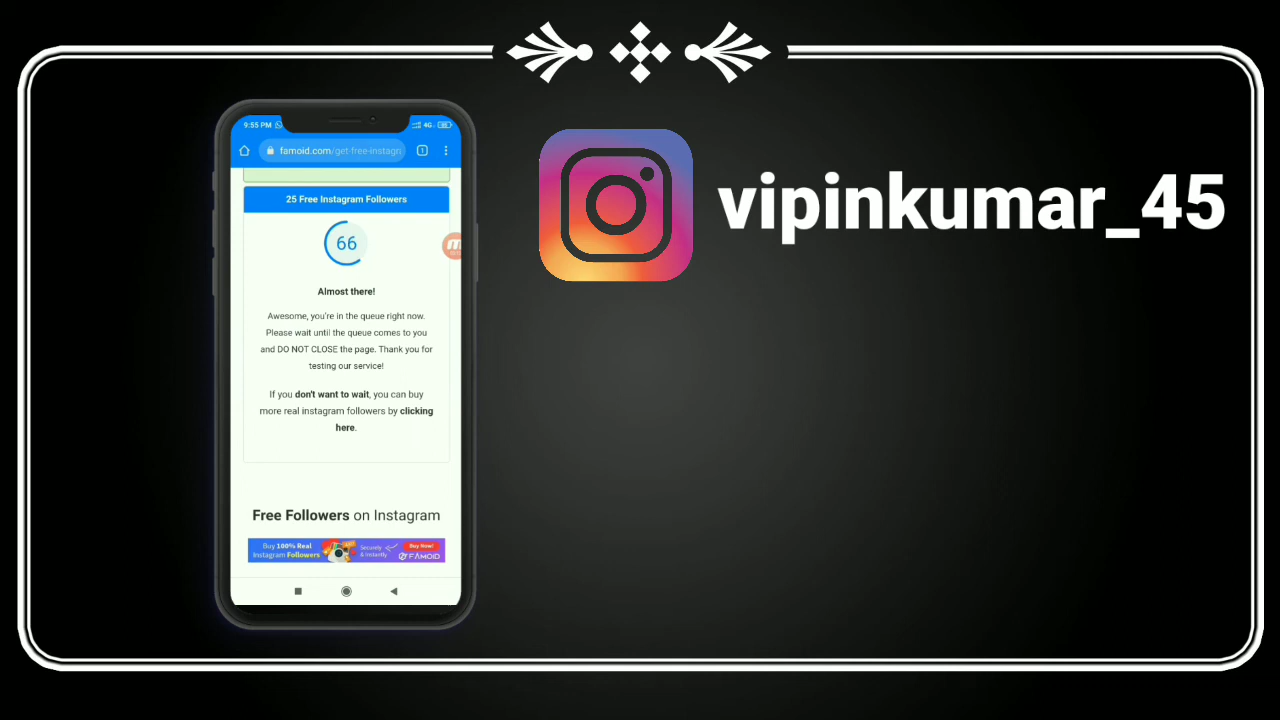 9:55 PM
4G
famoid.com/get-free-instagra
1
25 Free Instagram Followers
66
Almost there!
Awesome, you're in the queue right now.
Please wait until the queue comes to you
and DO NOT CLOSE the page. Thank you for
testing our service!
If you don't want to wait, you can buy
more real instagram followers by clicking
here.
Free Followers on Instagram
Buy 100% Real
Instagram Followers
Securely
& Instantly
Buy Now!
FAMOID
vipinkumar_45